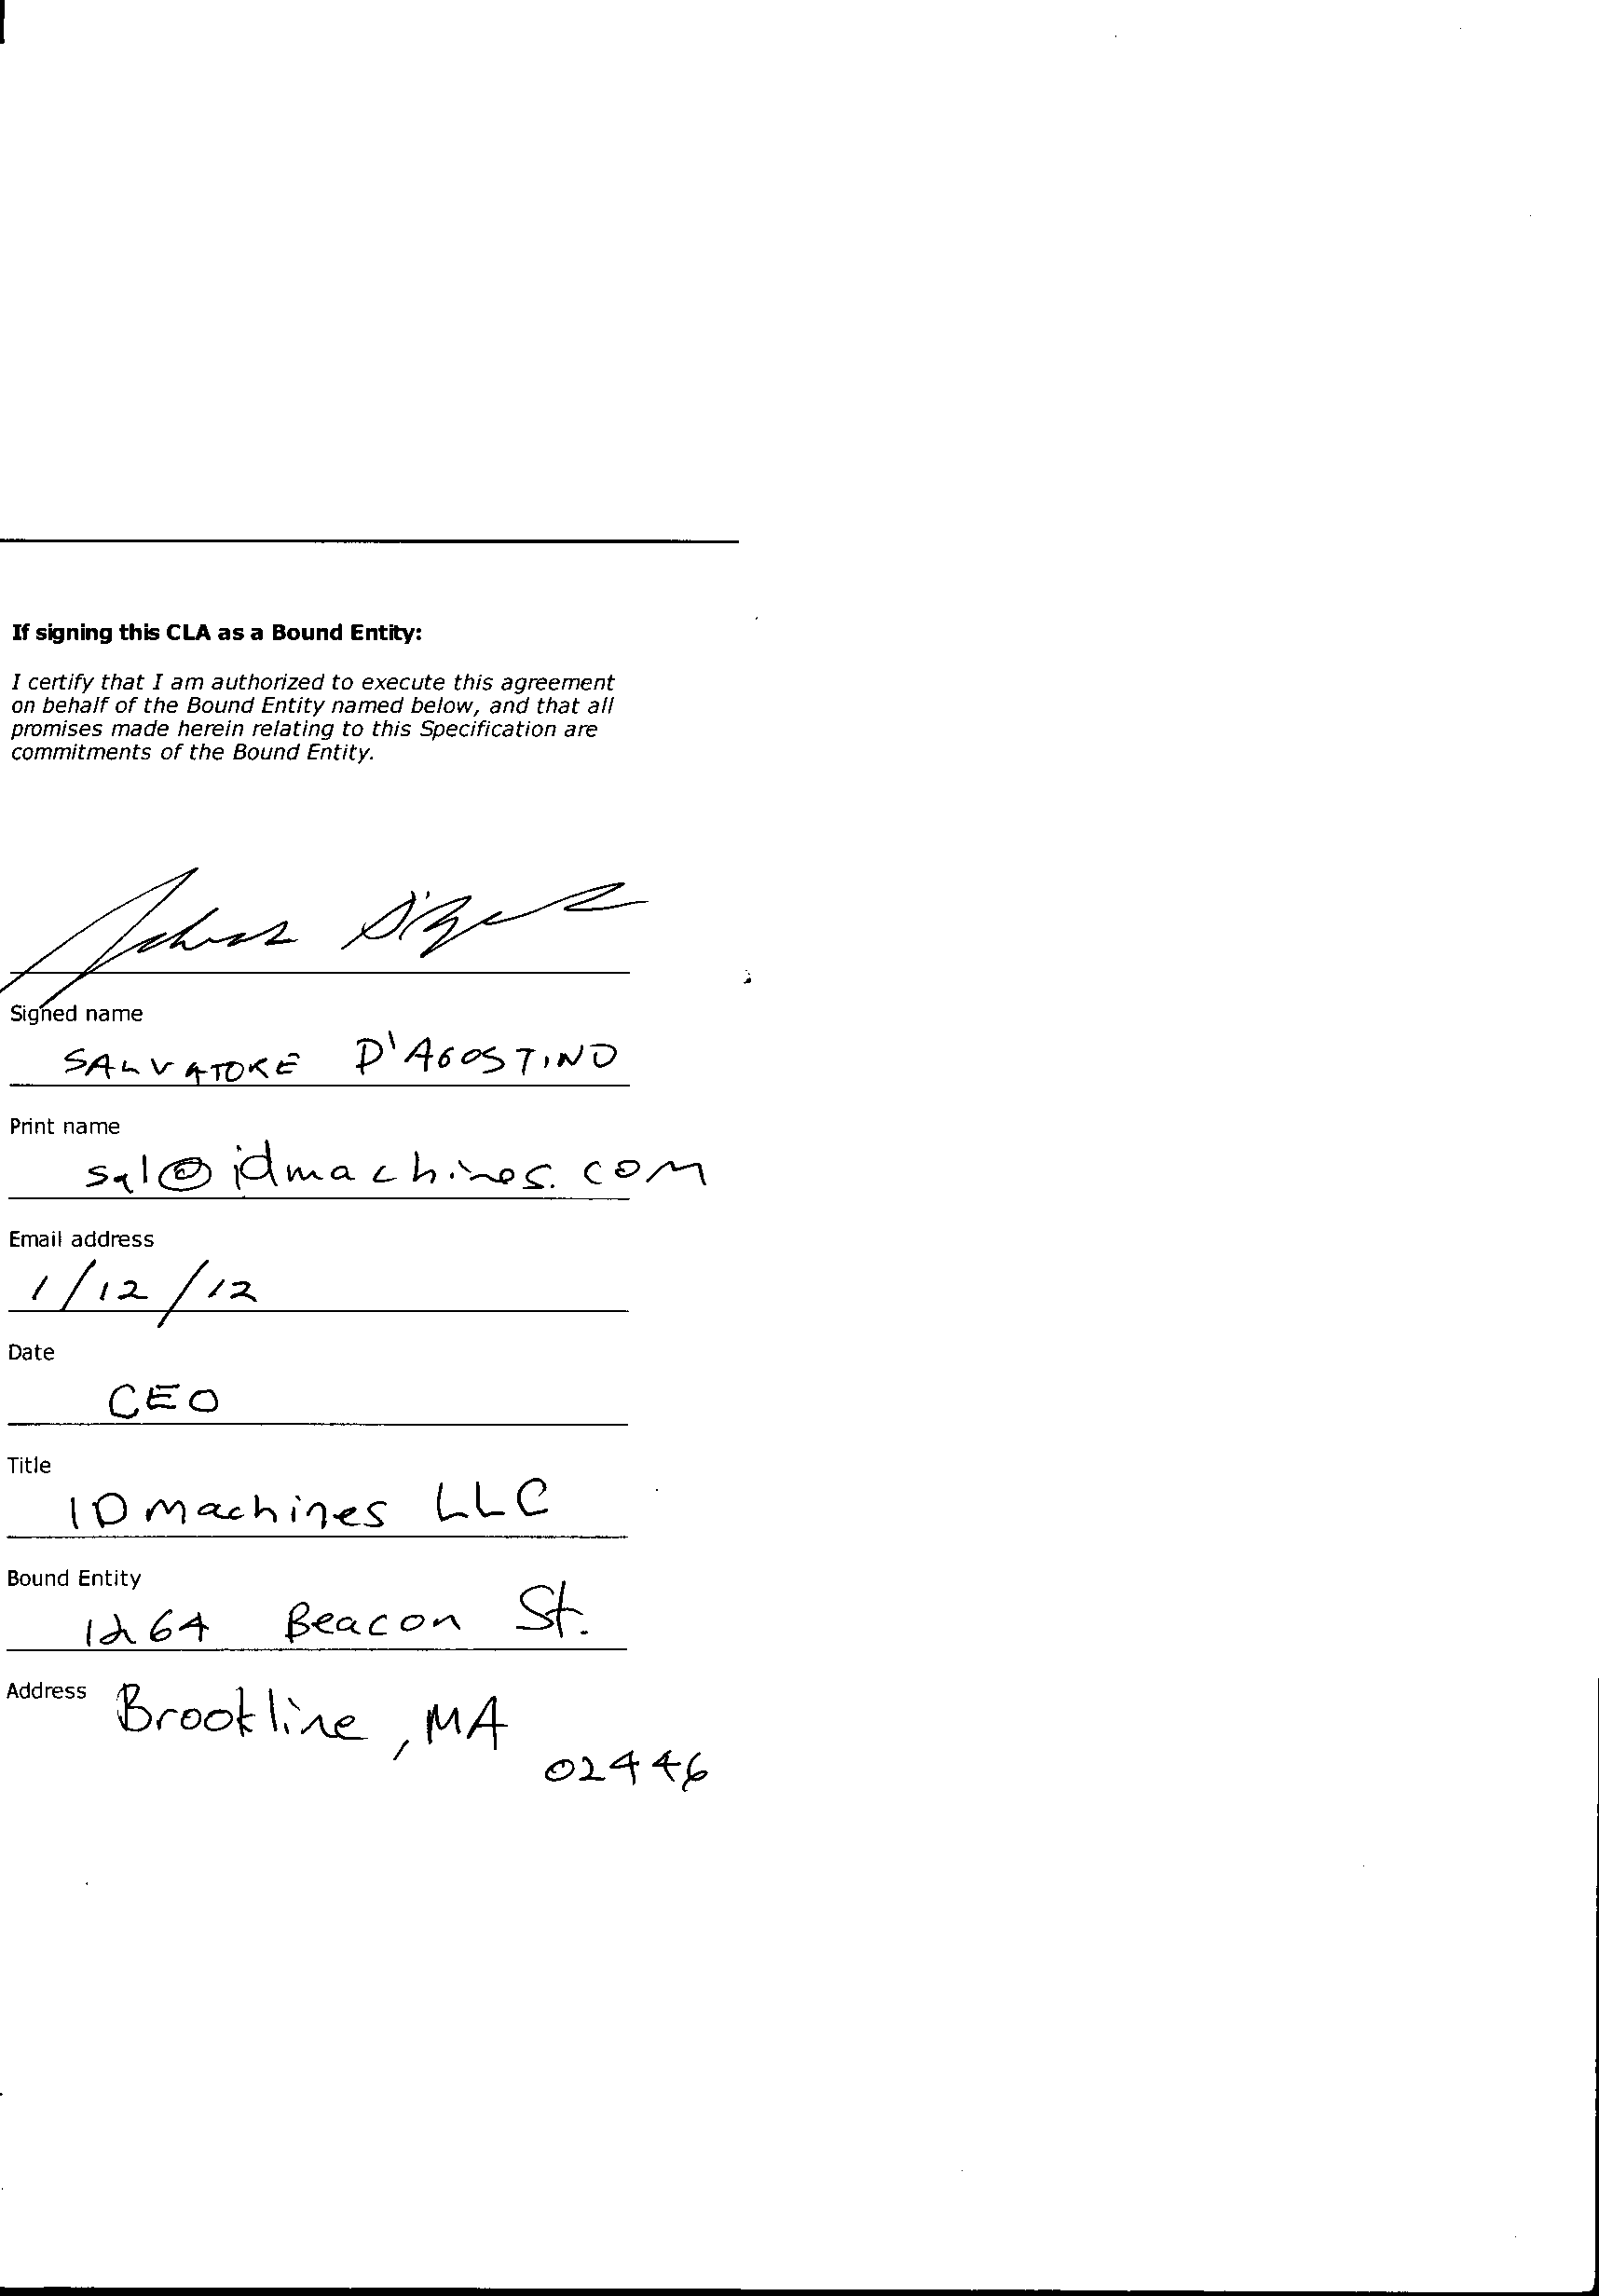 If signing this CLA as a Bound Entity:
I certify that I am authorized to execute this agreement
on behalf of the Bound Entity named below, and that all
promises made herein relating to this Specification are
commitments of the Bound Entity.
Signed name
SALVATORE D'AGOSTINO
Print name
sal@idmachines.com
Email address
1/12/12
Date
CEO
Title
IDmachines LLC
Bound Entity
1264 Beacon St.
Address
Brookline, MA
02446